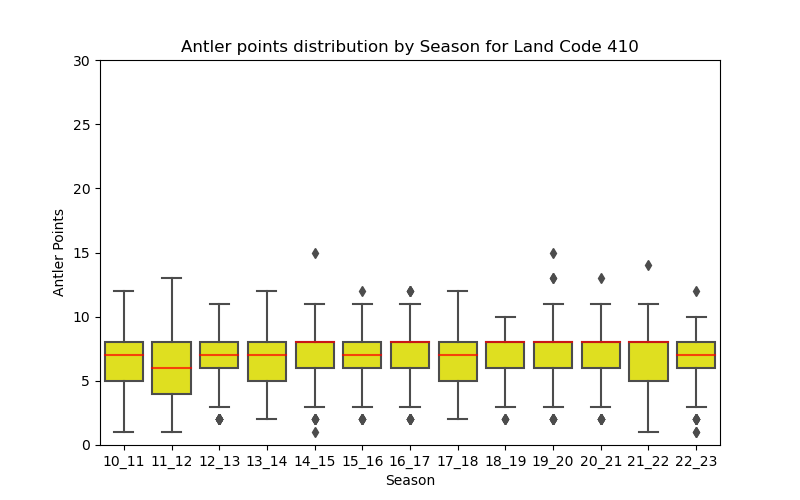 Antler points distribution by Season for Land Code 410
30
25
20
15
10
5
0
Antler Points
10_11 11_12 12_13 13_14 14_15 15_16 16_17 17_18 18_19 19_20 20_21 21_22 22_23
Season